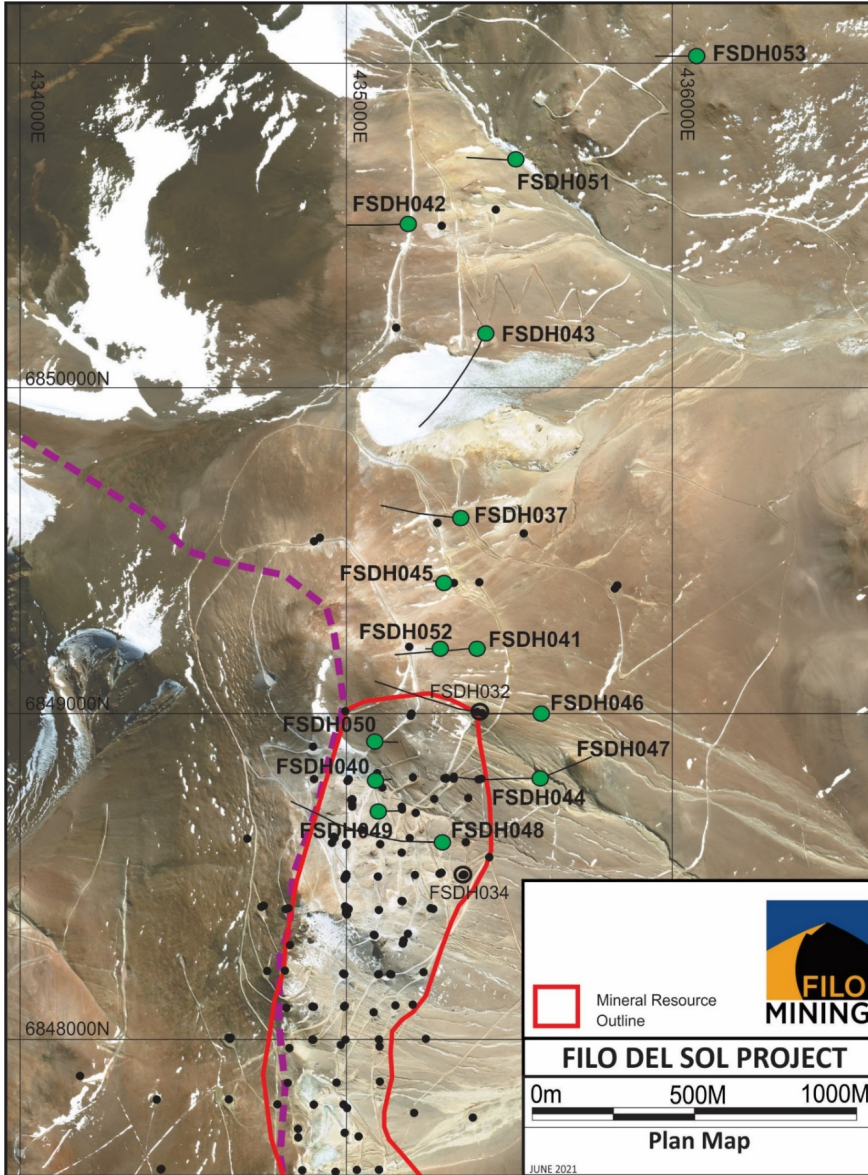 434000E
435000E
436000E
FSDH053
FSDH051
FSDH042
FSDH043
6850000N
FSDH037
FSDH045
FSDH052
FSDH041
FSDH032
6849000N
FSDH046
FSDH050
FSDH047
FSDH040
FSDH044
FSDH049
FSDH048
FSDH034
6848000N
Mineral Resource
Outline
FILO
MINING
FILO DEL SOL PROJECT
0m
500M
1000M
Plan Map
JUNE 2021